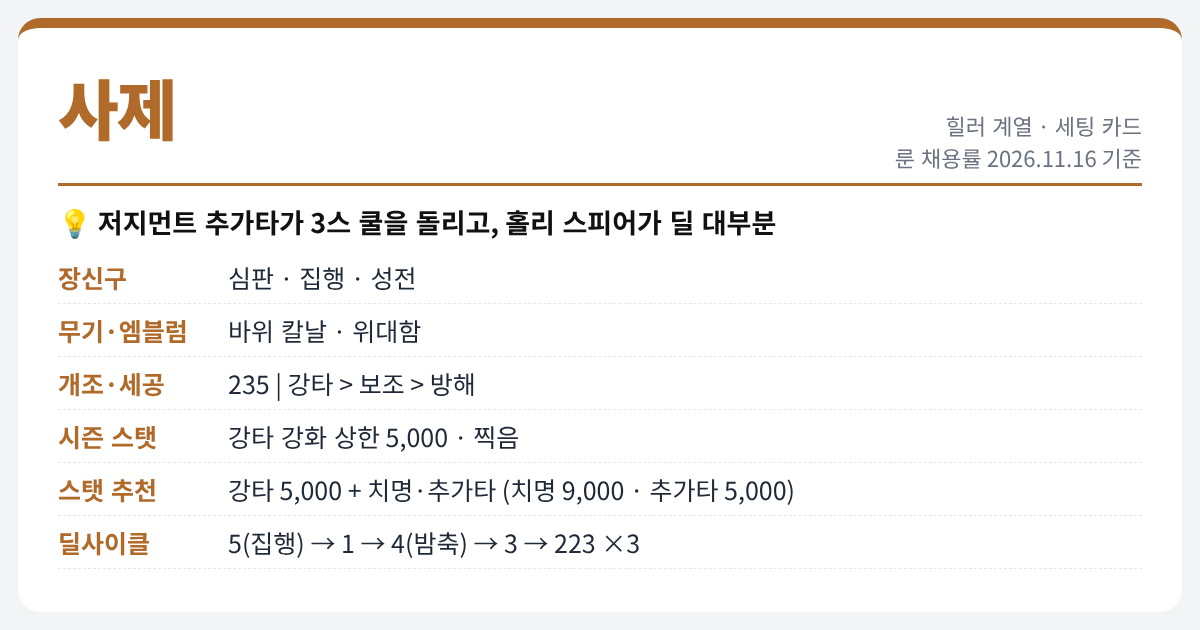 사제
힐러 계열 · 세팅 카드
룬 채용률 2026.11.16 기준
💡 저지먼트 추가타가 3스 쿨을 돌리고, 홀리 스피어가 딜 대부분
장신구 심판 · 집행 · 성전
무기·엠블럼 바위 칼날 · 위대함
개조·세공 235 | 강타 > 보조 > 방해
시즌 스탯 강타 강화 상한 5,000 · 찍음
스탯 추천 강타 5,000 + 치명·추가타 (치명 9,000 · 추가타 5,000)
딜사이클 5(집행) → 1 → 4(밤축) → 3 → 223 ×3